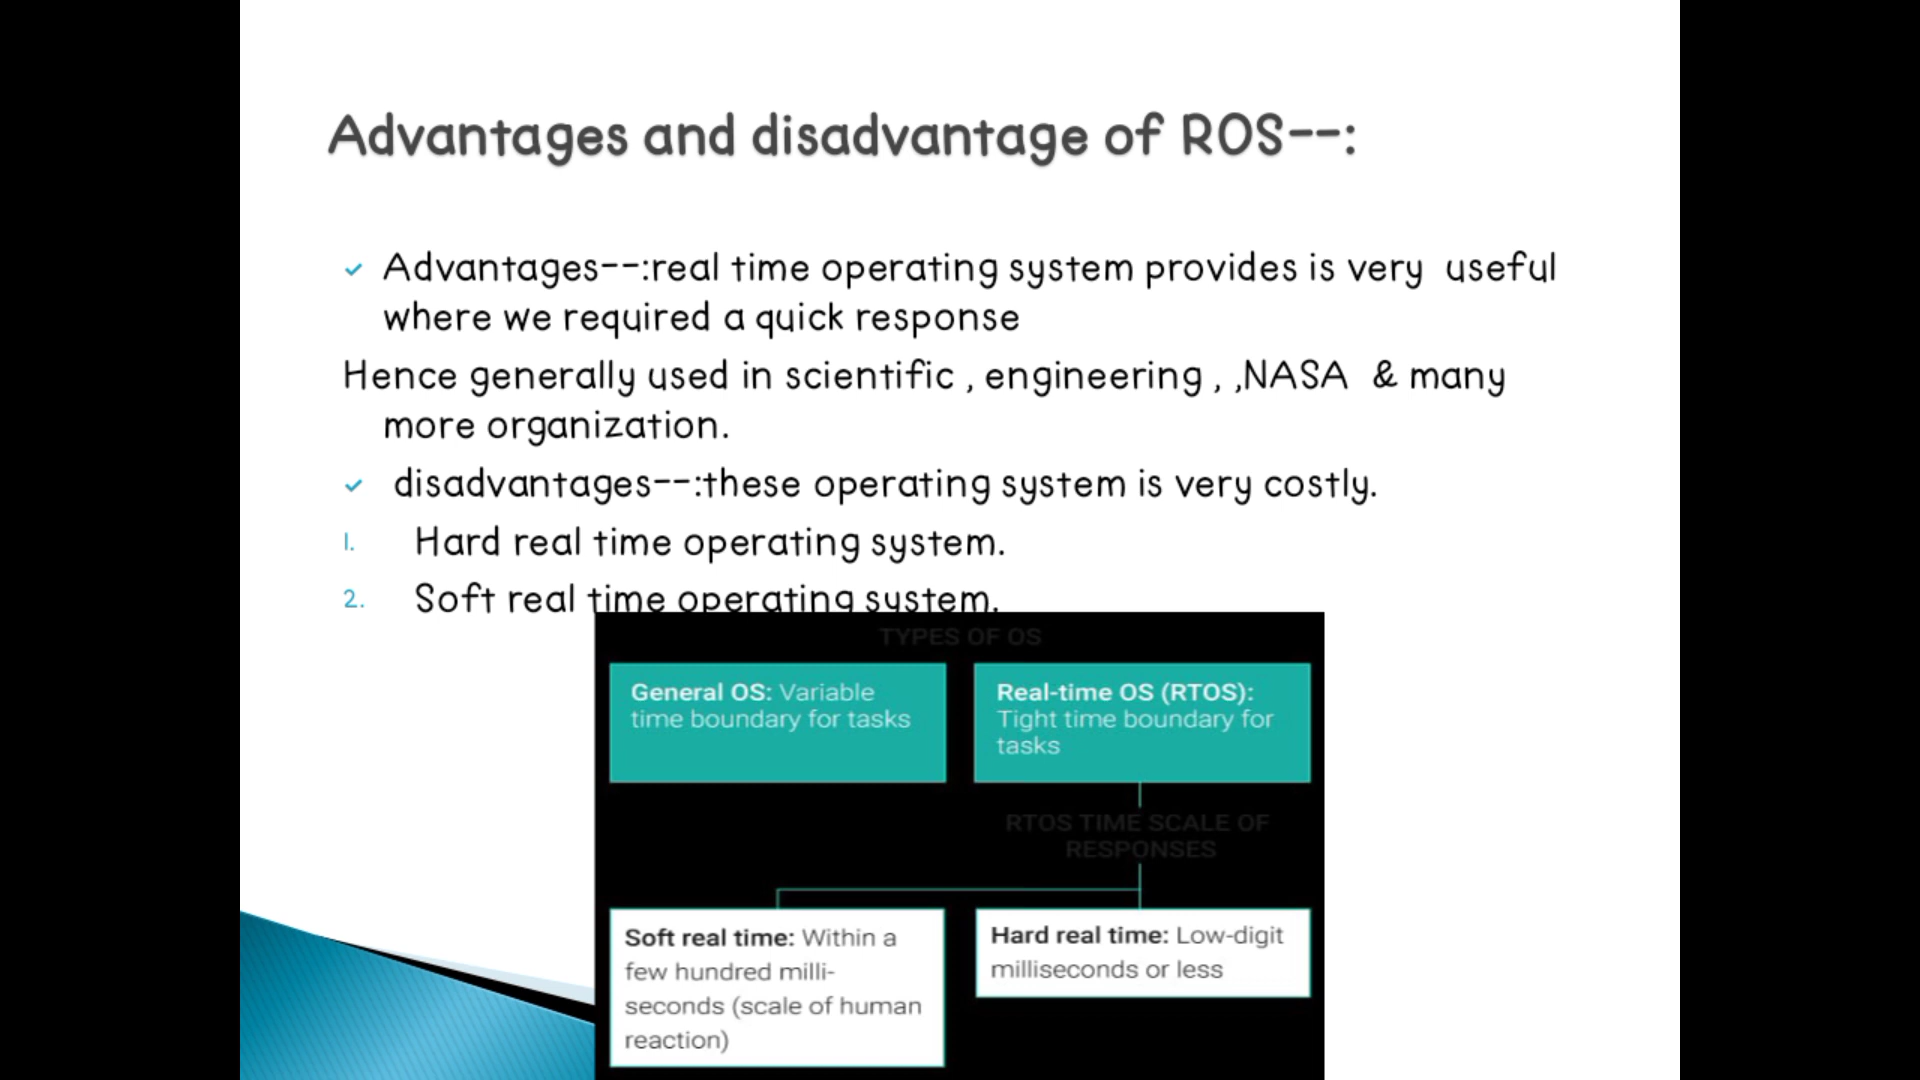 Advantages and disadvantage of ROS--:
✓ Advantages--:real time operating system provides is very useful
where we required a quick response
Hence generally used in scientific , engineering , ,NASA & many
more organization.
✓ disadvantages--:these operating system is very costly.
1. Hard real time operating system.
2. Soft real time operating system.
TYPES OF OS
General OS: Variable
time boundary for tasks
Real-time OS (RTOS):
Tight time boundary for
tasks
RTOS TIME SCALE OF
RESPONSES
Soft real time: Within a
few hundred milli-
seconds (scale of human
reaction)
Hard real time: Low-digit
milliseconds or less